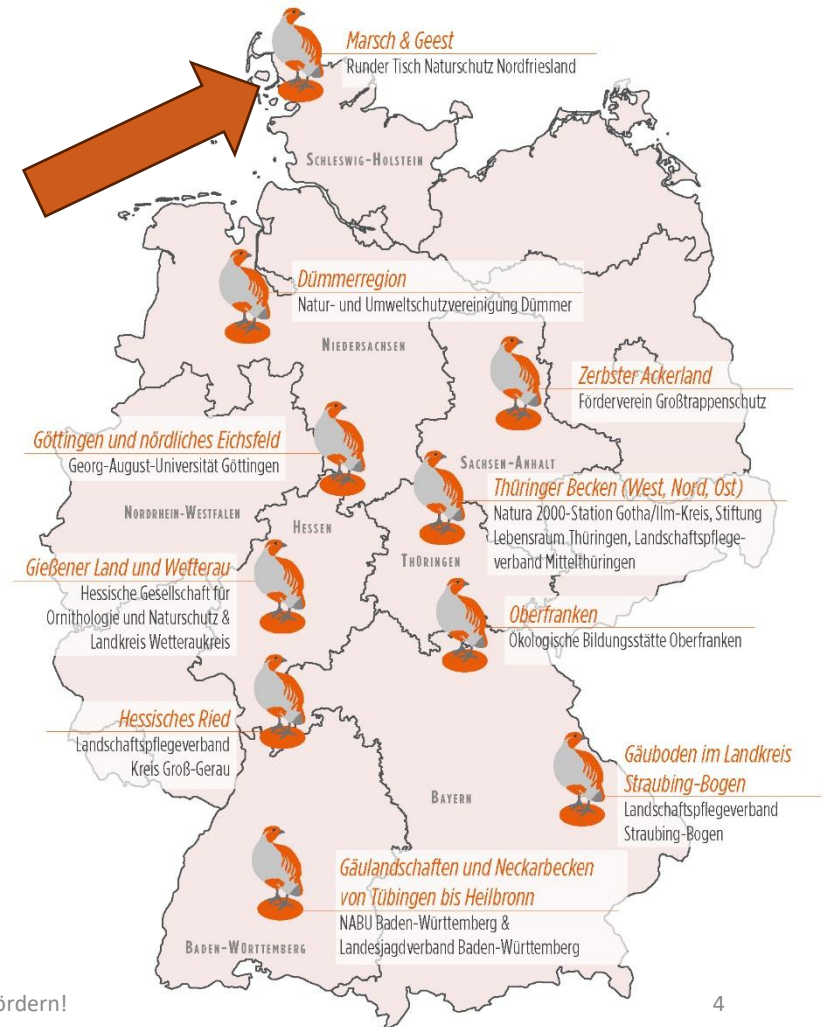 Marsch & Geest
Runder Tisch Naturschutz Nordfriesland
SCHLESWIG-HOLSTEIN
Dümmerregion
Natur- und Umweltschutzvereinigung Dümmer
NIEDERSACHSEN
Zerbster Ackerland
Förderverein Großtrappenschutz
Göttingen und nördliches Eichsfeld
Georg-August-Universität Göttingen
SACHSEN-ANHALT
Thüringer Becken (West, Nord, Ost)
Natura 2000-Station Gotha/Ilm-Kreis, Stiftung
Lebensraum Thüringen, Landschaftspflege-
verband Mittelthüringen
NORDRHEIN-WESTFALEN
HESSEN
THÜRINGEN
Gießener Land und Wetterau
Hessische Gesellschaft für
Ornithologie und Naturschutz &
Landkreis Wetteraukreis
Oberfranken
Ökologische Bildungsstätte Oberfranken
Hessisches Ried
Landschaftspflegeverband
Kreis Groß-Gerau
Gäuboden im Landkreis
Straubing-Bogen
Landschaftspflegeverband
Straubing-Bogen
BAYERN
Gäulandschaften und Neckarbecken
von Tübingen bis Heilbronn
NABU Baden-Württemberg &
Landesjagdverband Baden-Württemberg
BADEN-WÜRTTEMBERG
ördern!
4